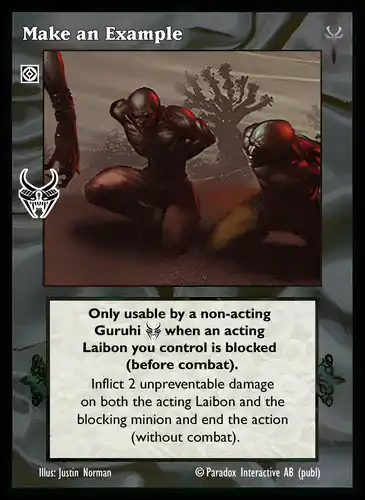 Make an Example
Only usable by a non-acting
Guruhi when an acting
Laibon you control is blocked
(before combat).
Inflict 2 unpreventable damage
on both the acting Laibon and the
blocking minion and end the action
(without combat).
Illus: Justin Norman © Paradox Interactive AB (publ)